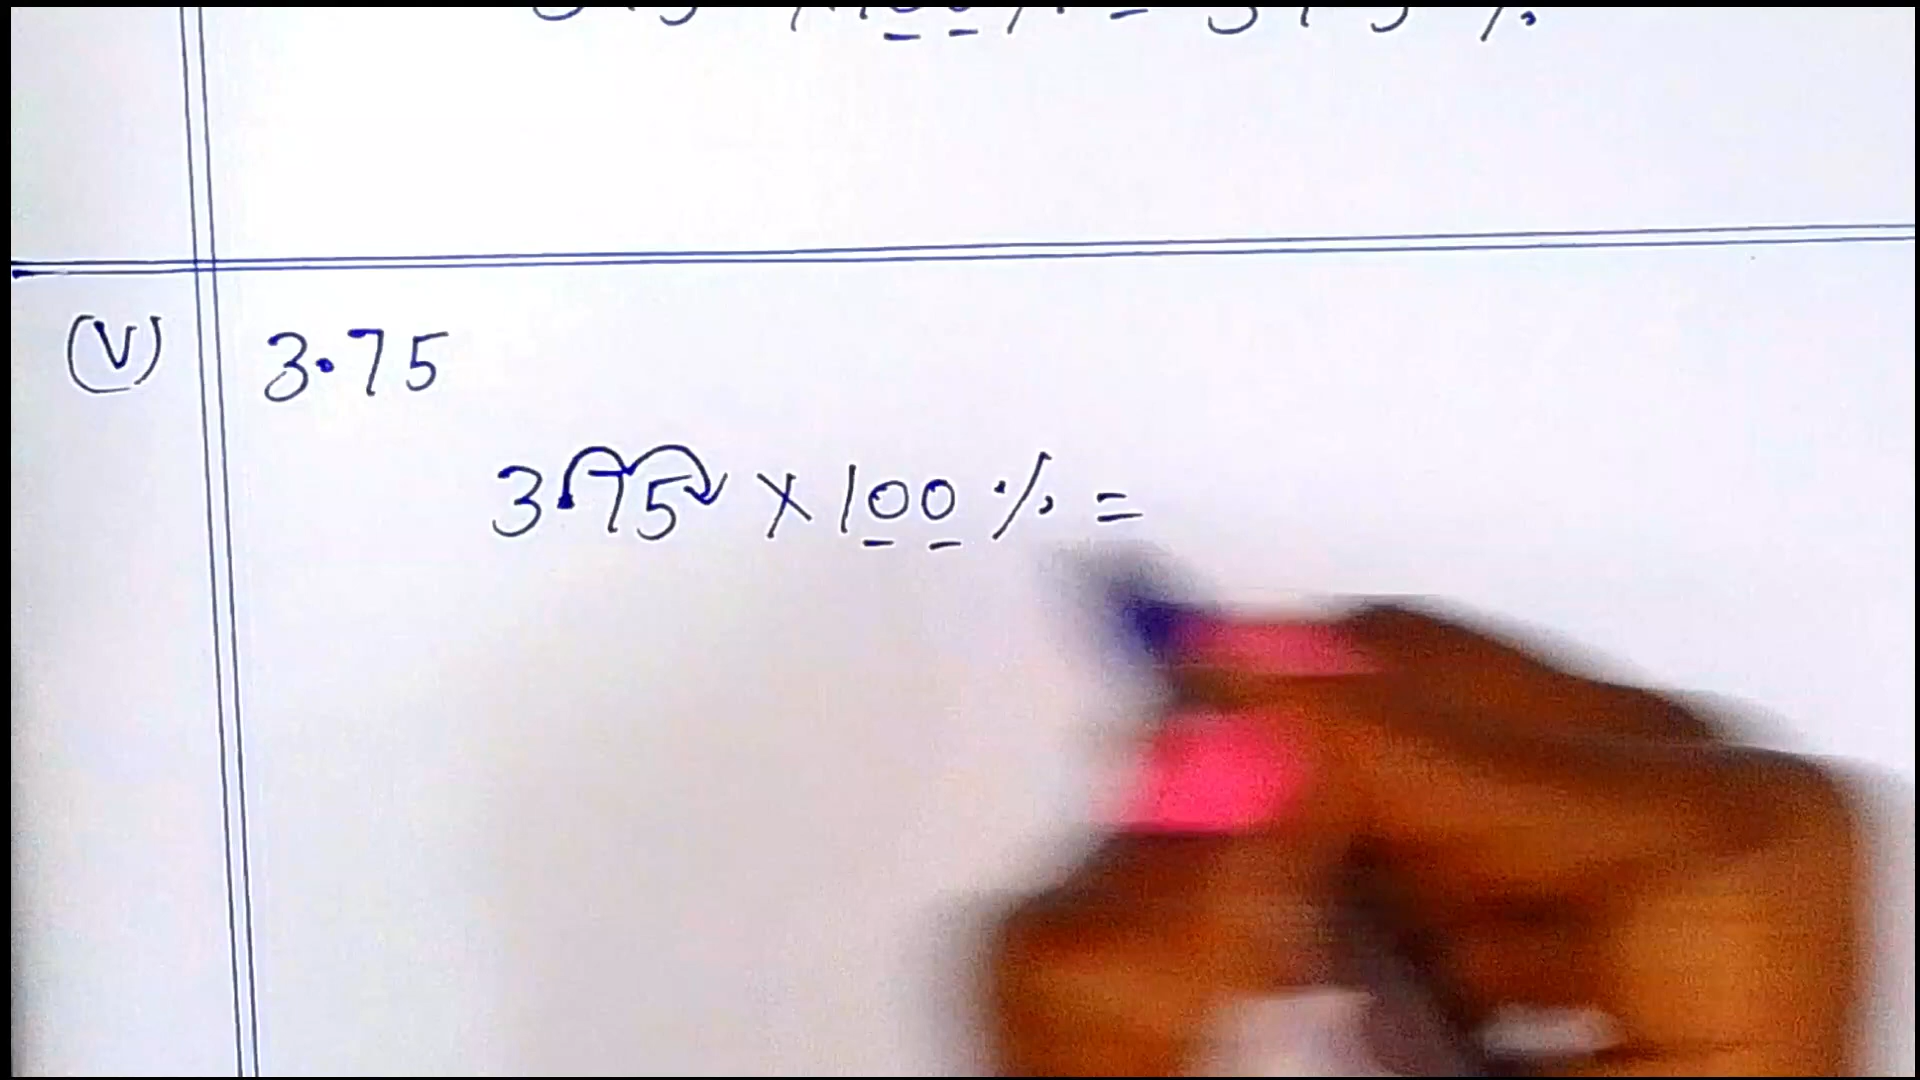 (V) 3.75
3.75 × 100 % =